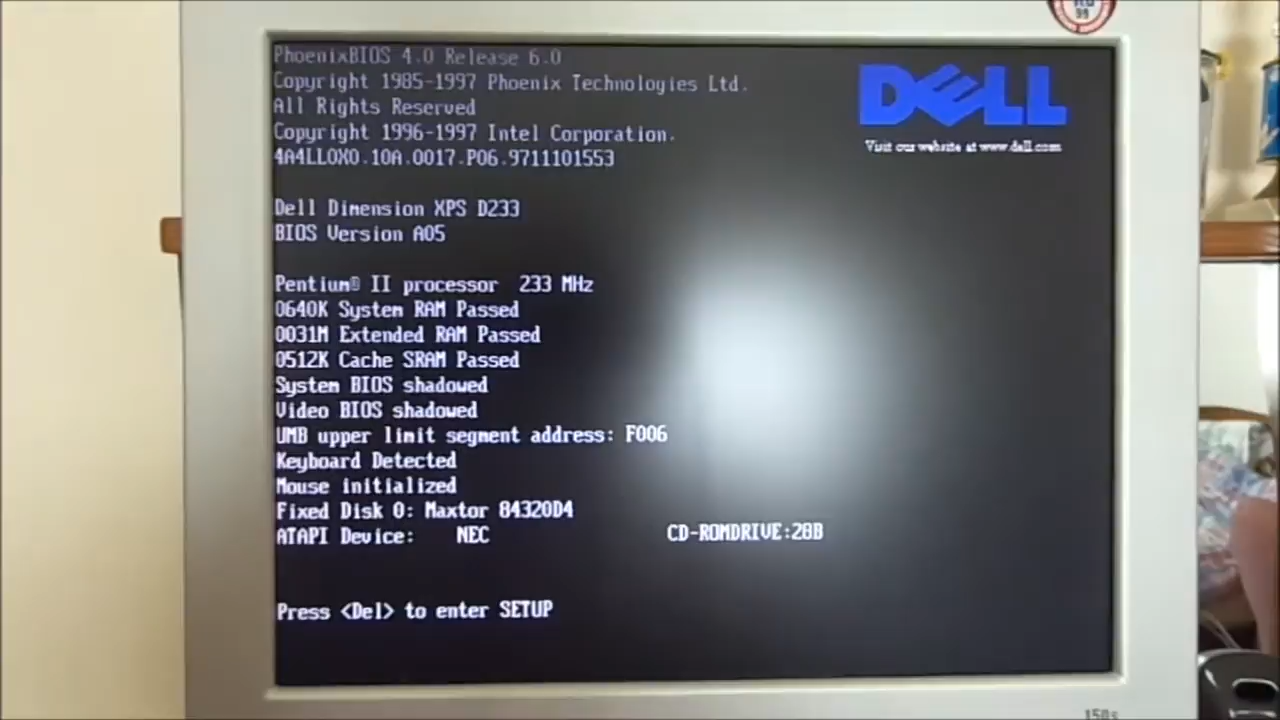 PhoenixBIOS 4.0 Release 6.0
Copyright 1985-1997 Phoenix Technologies Ltd.
All Rights Reserved
Copyright 1996-1997 Intel Corporation.
4A4LL0X0.10A.0017.P06.9711101553
DELL
Visit our website at www.dell.com
Dell Dimension XPS D233
BIOS Version A05
Pentium® II processor 233 MHz
0640K System RAM Passed
0031M Extended RAM Passed
0512K Cache SRAM Passed
System BIOS shadowed
Video BIOS shadowed
UMB upper limit segment address: F006
Keyboard Detected
Mouse initialized
Fixed Disk 0: Maxtor 84320D4
ATAPI Device: NEC CD-ROMDRIVE:28B
Press <Del> to enter SETUP
99